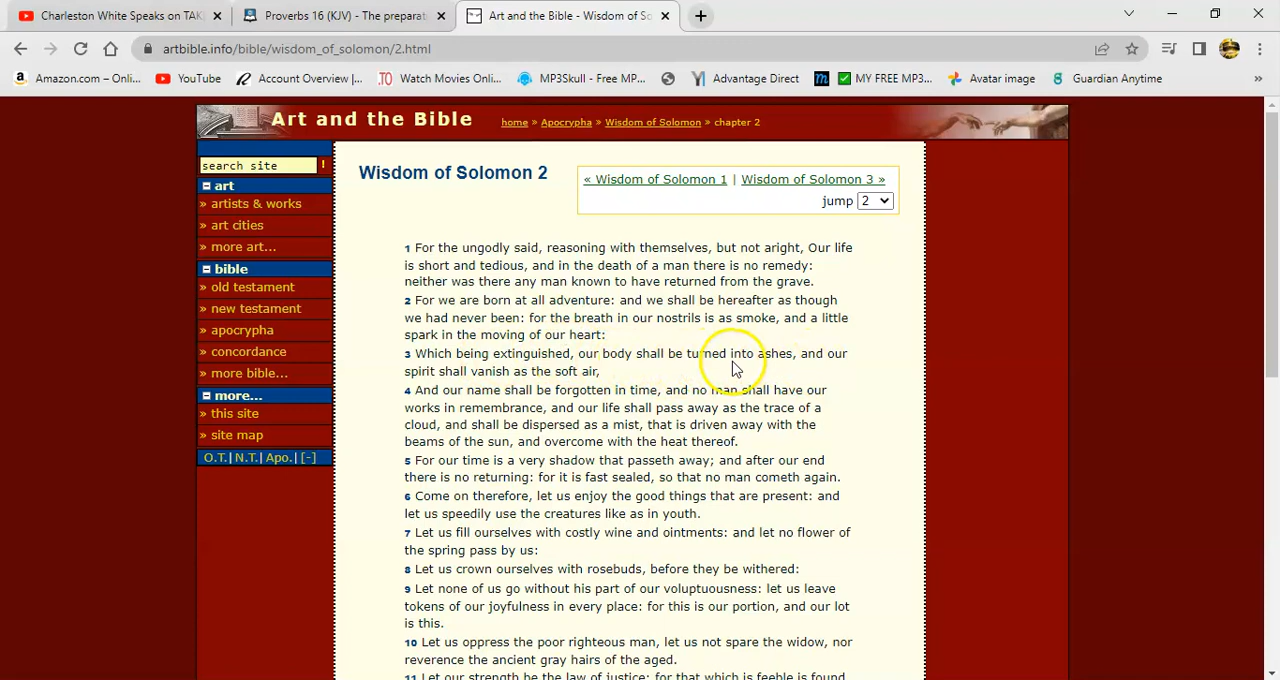 Charleston White Speaks on TAK
Proverbs 16 (KJV) - The preparat
Art and the Bible - Wisdom of So
artbible.info/bible/wisdom_of_solomon/2.html
Amazon.com – Onli...
YouTube
Account Overview |...
Watch Movies Onlin...
MP3Skull - Free MP...
Advantage Direct
MY FREE MP3...
Avatar image
Guardian Anytime
»
Art and the Bible
home » Apocrypha » Wisdom of Solomon » chapter 2
search site !
art
» artists & works
» art cities
» more art...
bible
» old testament
» new testament
» apocrypha
» concordance
» more bible...
more...
» this site
» site map
O.T.| N.T.| Apo.| [-]
Wisdom of Solomon 2
« Wisdom of Solomon 1 | Wisdom of Solomon 3 »
jump 2
1 For the ungodly said, reasoning with themselves, but not aright, Our life
is short and tedious, and in the death of a man there is no remedy:
neither was there any man known to have returned from the grave.
2 For we are born at all adventure: and we shall be hereafter as though
we had never been: for the breath in our nostrils is as smoke, and a little
spark in the moving of our heart:
3 Which being extinguished, our body shall be turned into ashes, and our
spirit shall vanish as the soft air,
4 And our name shall be forgotten in time, and no man shall have our
works in remembrance, and our life shall pass away as the trace of a
cloud, and shall be dispersed as a mist, that is driven away with the
beams of the sun, and overcome with the heat thereof.
5 For our time is a very shadow that passeth away; and after our end
there is no returning: for it is fast sealed, so that no man cometh again.
6 Come on therefore, let us enjoy the good things that are present: and
let us speedily use the creatures like as in youth.
7 Let us fill ourselves with costly wine and ointments: and let no flower of
the spring pass by us:
8 Let us crown ourselves with rosebuds, before they be withered:
9 Let none of us go without his part of our voluptuousness: let us leave
tokens of our joyfulness in every place: for this is our portion, and our lot
is this.
10 Let us oppress the poor righteous man, let us not spare the widow, nor
reverence the ancient gray hairs of the aged.
11 Let our strength be the law of justice: for that which is feeble is found